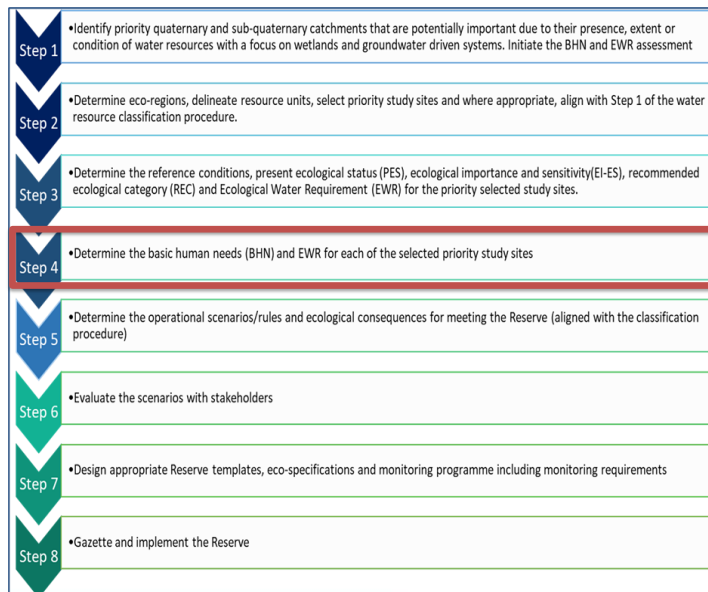 Step 1
•Identify priority quaternary and sub-quaternary catchments that are potentially important due to their presence, extent or
condition of water resources with a focus on wetlands and groundwater driven systems. Initiate the BHN and EWR assessment
Step 2
•Determine eco-regions, delineate resource units, select priority study sites and where appropriate, align with Step 1 of the water
resource classification procedure.
Step 3
•Determine the reference conditions, present ecological status (PES), ecological importance and sensitivity(EI-ES), recommended
ecological category (REC) and Ecological Water Requirement (EWR) for the priority selected study sites.
Step 4
•Determine the basic human needs (BHN) and EWR for each of the selected priority study sites
Step 5
•Determine the operational scenarios/rules and ecological consequences for meeting the Reserve (aligned with the classification
procedure)
Step 6
•Evaluate the scenarios with stakeholders
Step 7
•Design appropriate Reserve templates, eco-specifications and monitoring programme including monitoring requirements
Step 8
•Gazette and implement the Reserve